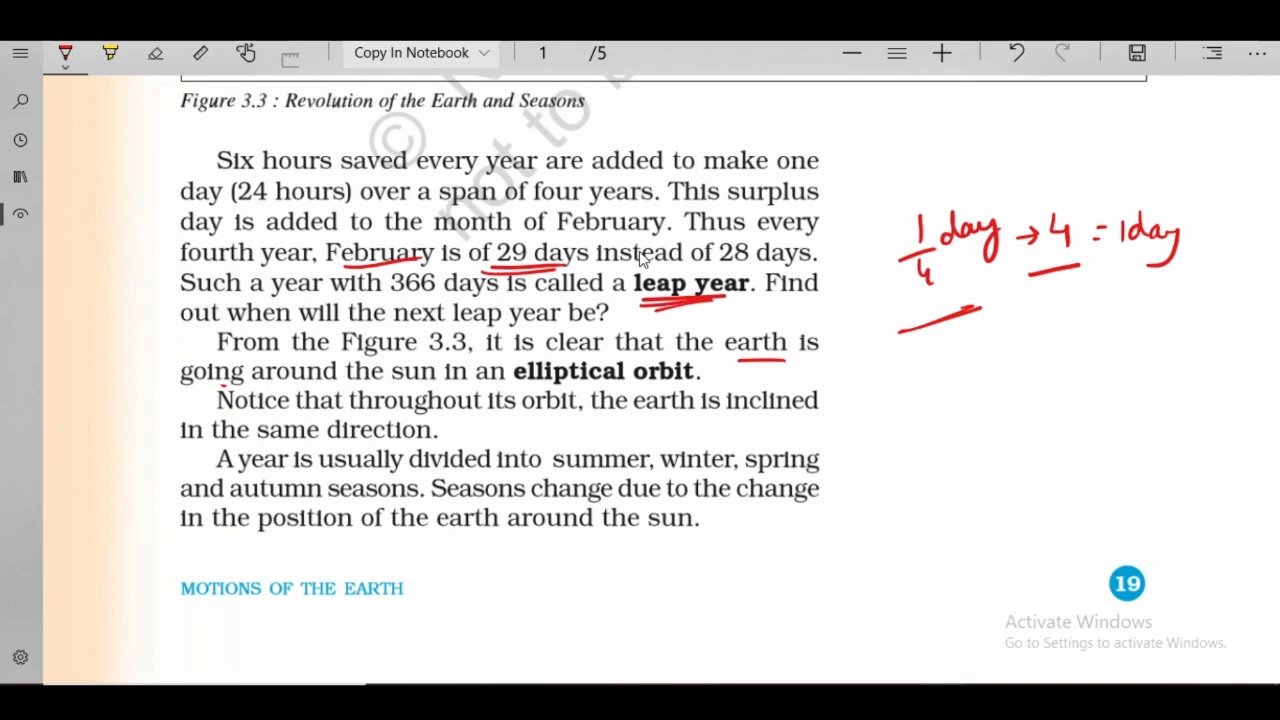 Copy In Notebook 1 /5
Figure 3.3 : Revolution of the Earth and Seasons
© N
not to b
Six hours saved every year are added to make one
day (24 hours) over a span of four years. This surplus
day is added to the month of February. Thus every
fourth year, February is of 29 days instead of 28 days.
Such a year with 366 days is called a leap year. Find
out when will the next leap year be?
From the Figure 3.3, it is clear that the earth is
going around the sun in an elliptical orbit.
Notice that throughout its orbit, the earth is inclined
in the same direction.
A year is usually divided into summer, winter, spring
and autumn seasons. Seasons change due to the change
in the position of the earth around the sun.
1/4 day → 4 = 1day
MOTIONS OF THE EARTH
19
Activate Windows
Go to Settings to activate Windows.